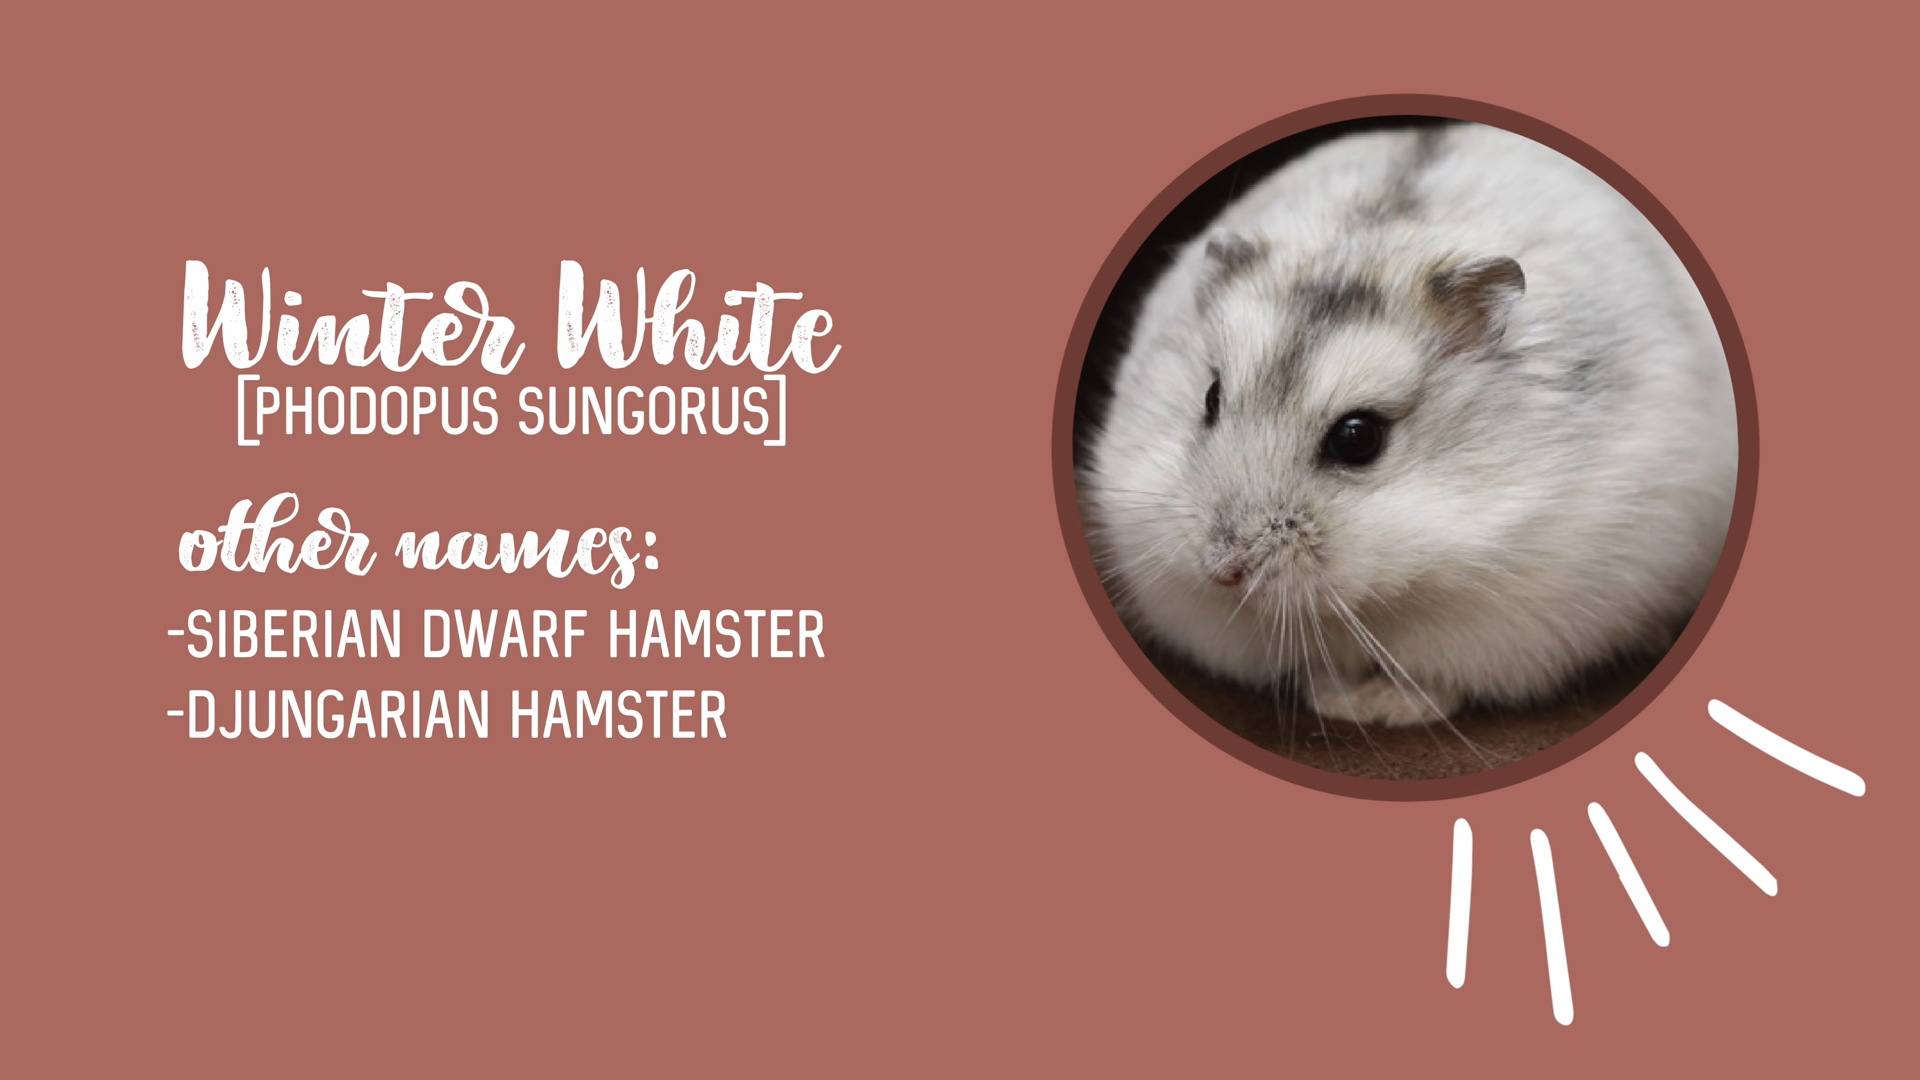 Winter White
[PHODOPUS SUNGORUS]
other names:
-SIBERIAN DWARF HAMSTER
-DJUNGARIAN HAMSTER